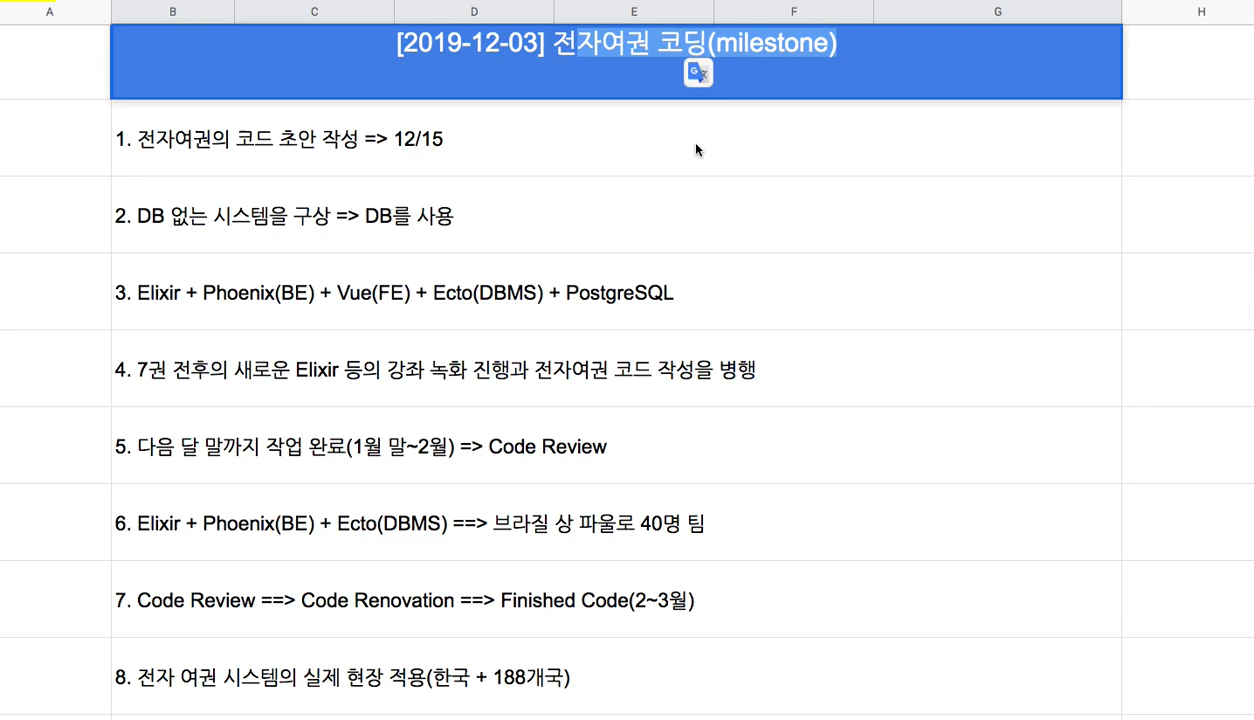 A B C D E F G H
[2019-12-03] 전자여권 코딩(milestone)
1. 전자여권의 코드 초안 작성 => 12/15
2. DB 없는 시스템을 구상 => DB를 사용
3. Elixir + Phoenix(BE) + Vue(FE) + Ecto(DBMS) + PostgreSQL
4. 7권 전후의 새로운 Elixir 등의 강좌 녹화 진행과 전자여권 코드 작성을 병행
5. 다음 달 말까지 작업 완료(1월 말~2월) => Code Review
6. Elixir + Phoenix(BE) + Ecto(DBMS) ==> 브라질 상 파울로 40명 팀
7. Code Review ==> Code Renovation ==> Finished Code(2~3월)
8. 전자 여권 시스템의 실제 현장 적용(한국 + 188개국)